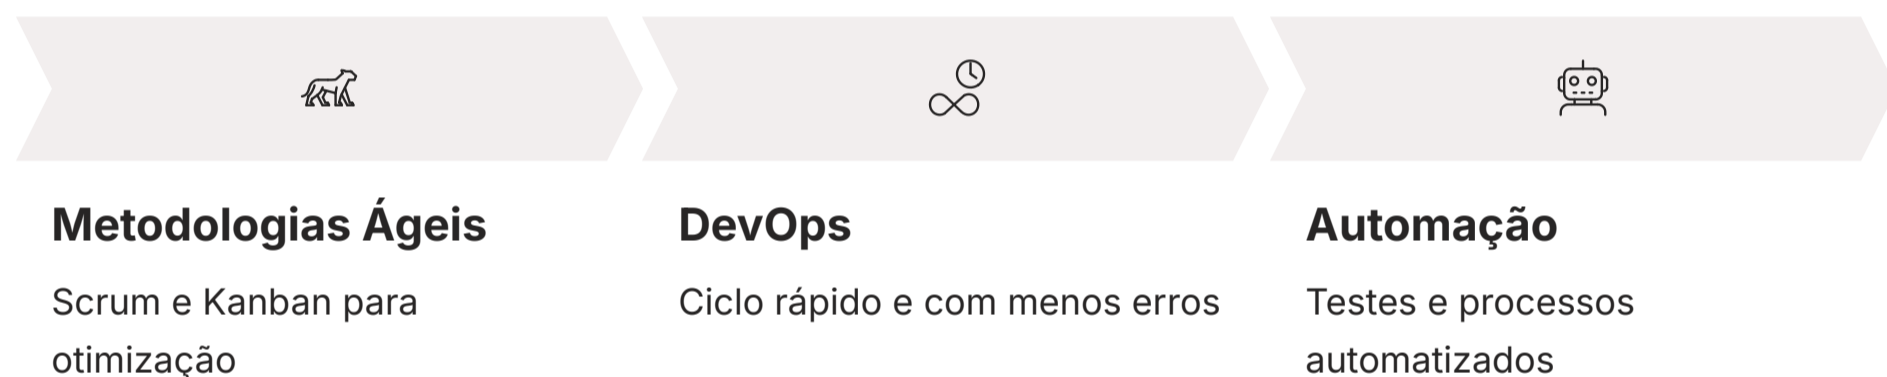 Metodologias Ágeis
Scrum e Kanban para
otimização
DevOps
Ciclo rápido e com menos erros
Automação
Testes e processos
automatizados